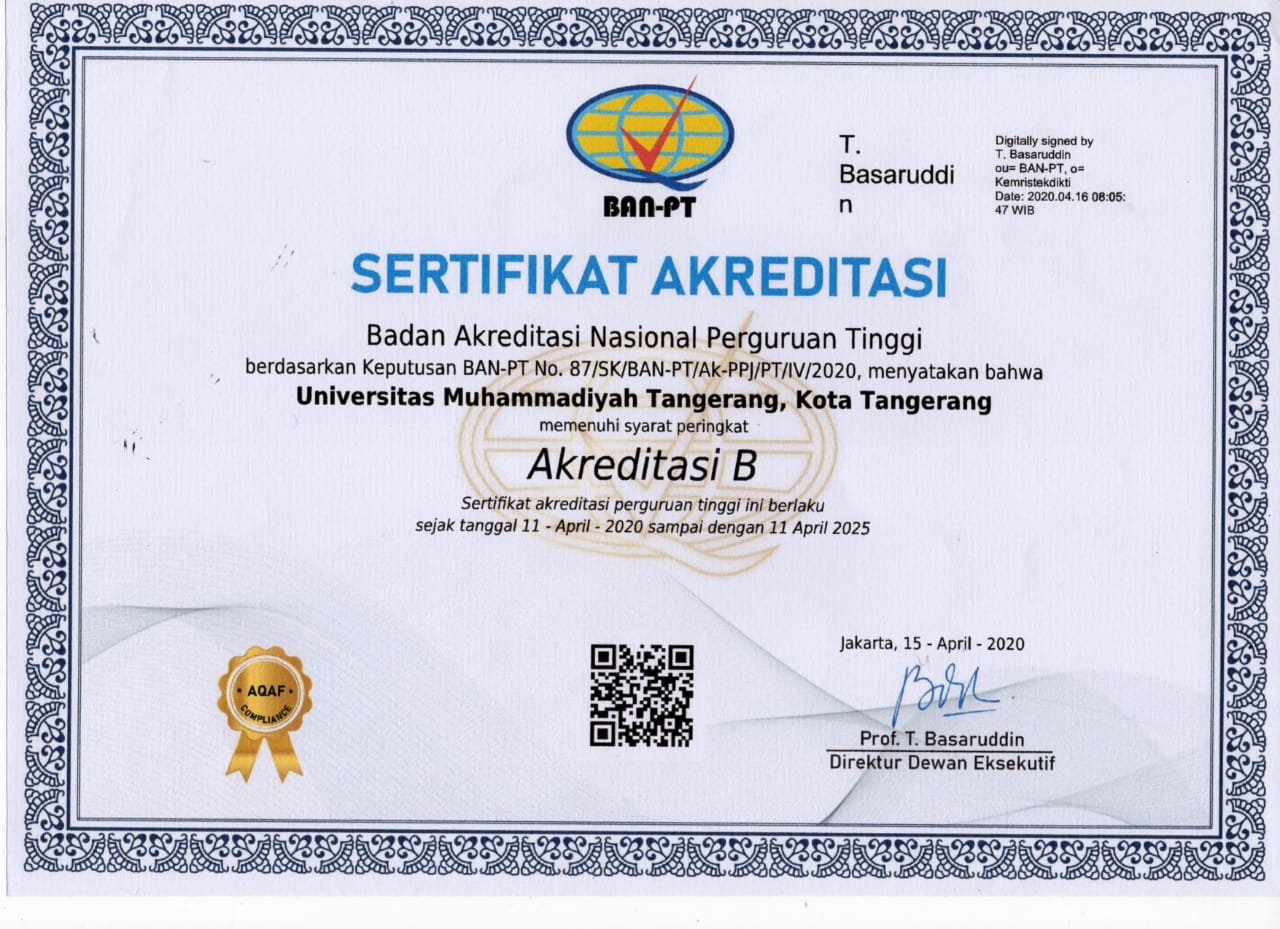 BAN-PT
T.
Basaruddi
n
Digitally signed by
T. Basaruddin
ou= BAN-PT, o=
Kemristekdikti
Date: 2020.04.16 08:05:
47 WIB
SERTIFIKAT AKREDITASI
Badan Akreditasi Nasional Perguruan Tinggi
berdasarkan Keputusan BAN-PT No. 87/SK/BAN-PT/Ak-PPJ/PT/IV/2020, menyatakan bahwa
Universitas Muhammadiyah Tangerang, Kota Tangerang
memenuhi syarat peringkat
Akreditasi B
Sertifikat akreditasi perguruan tinggi ini berlaku
sejak tanggal 11 - April - 2020 sampai dengan 11 April 2025
• AQAF •
COMPLIANCE
Jakarta, 15 - April - 2020
Prof. T. Basaruddin
Direktur Dewan Eksekutif